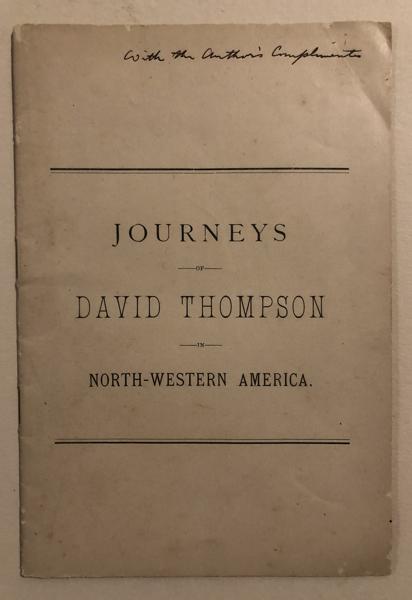 With the Author's Compliments
JOURNEYS
OF
DAVID THOMPSON
IN
NORTH-WESTERN AMERICA.